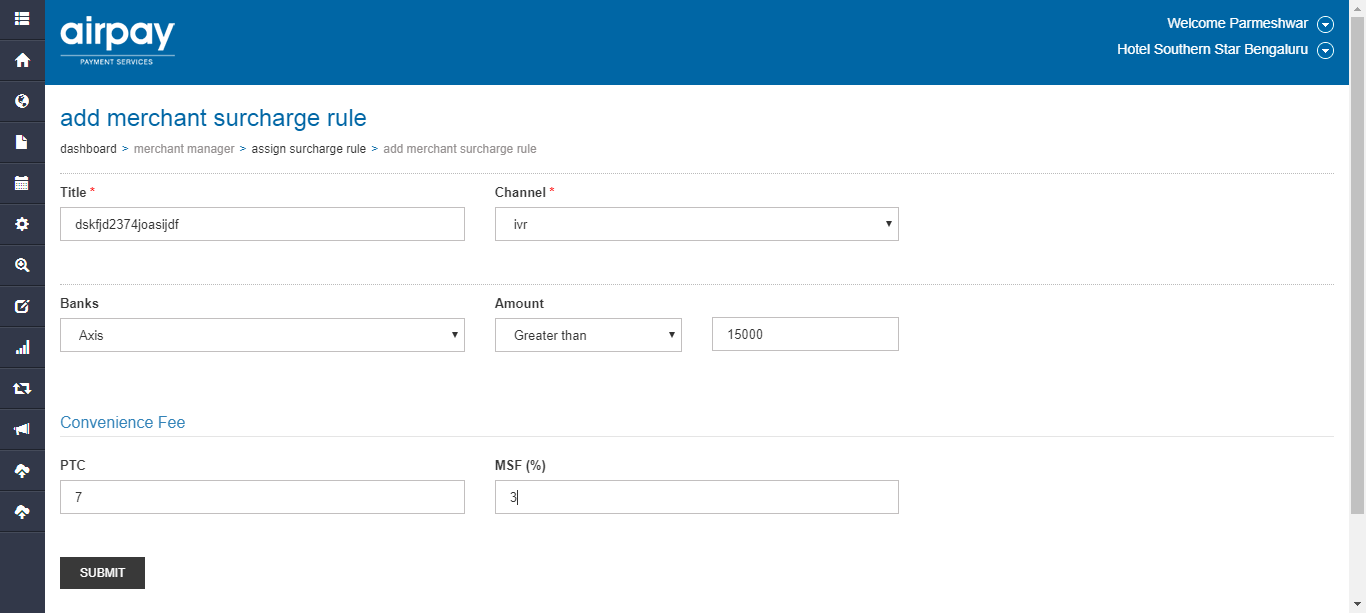 airpay
PAYMENT SERVICES
Welcome Parmeshwar
Hotel Southern Star Bengaluru
add merchant surcharge rule
dashboard > merchant manager > assign surcharge rule > add merchant surcharge rule
Title * Channel *
dskfjd2374joasijdf ivr
Banks Amount
Axis Greater than 15000
Convenience Fee
PTC MSF (%)
7 3
SUBMIT